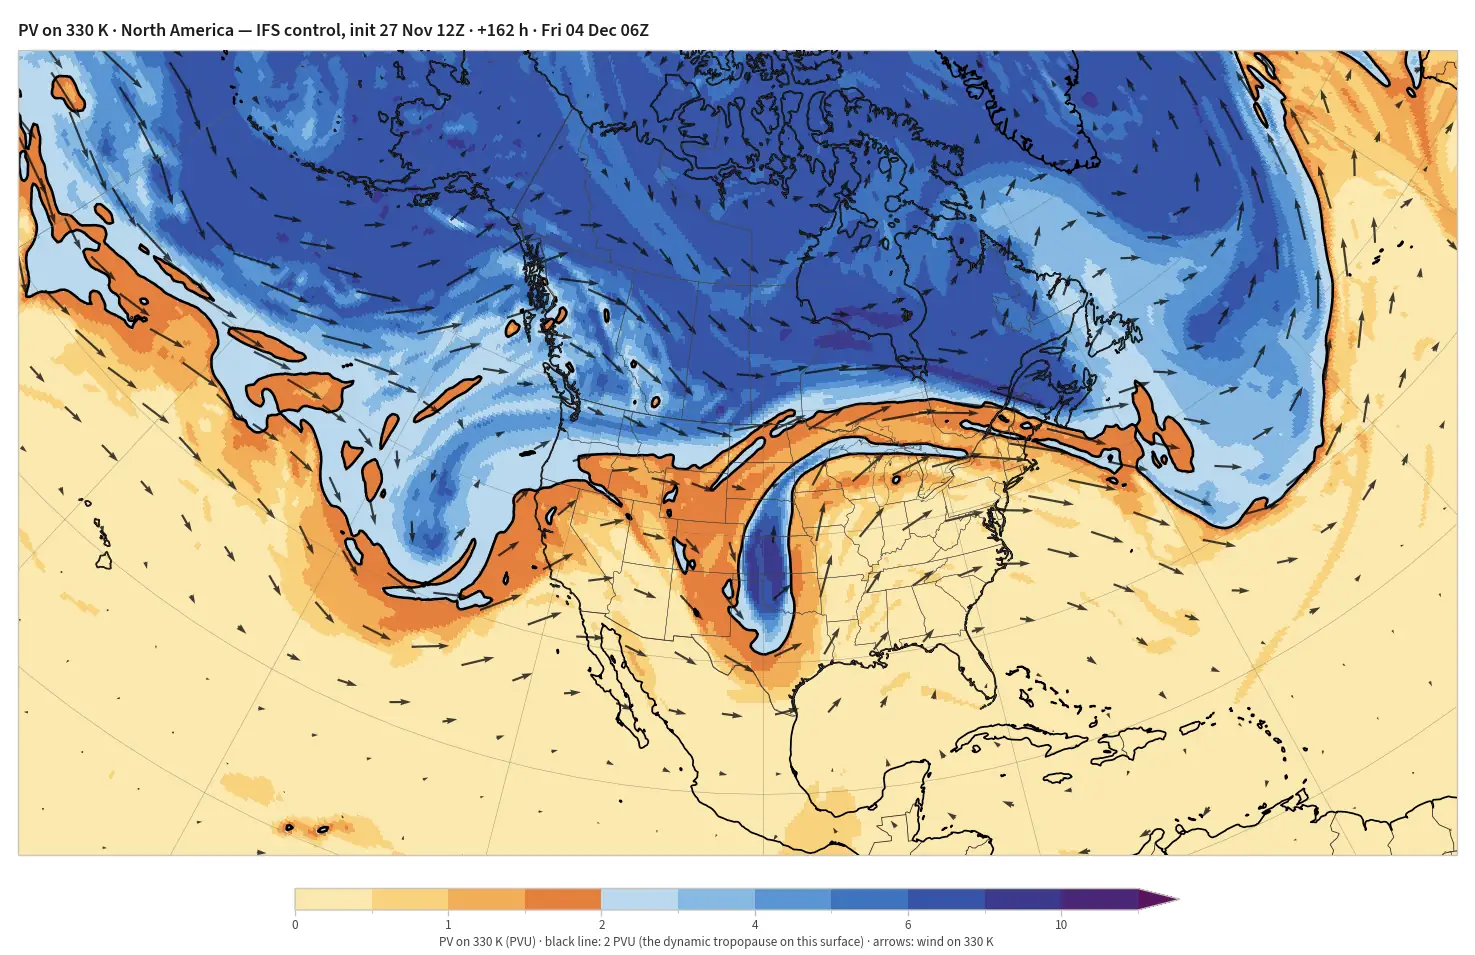 PV on 330 K · North America — IFS control, init 27 Nov 12Z · +162 h · Fri 04 Dec 06Z
0 1 2 4 6 10
PV on 330 K (PVU) · black line: 2 PVU (the dynamic tropopause on this surface) · arrows: wind on 330 K